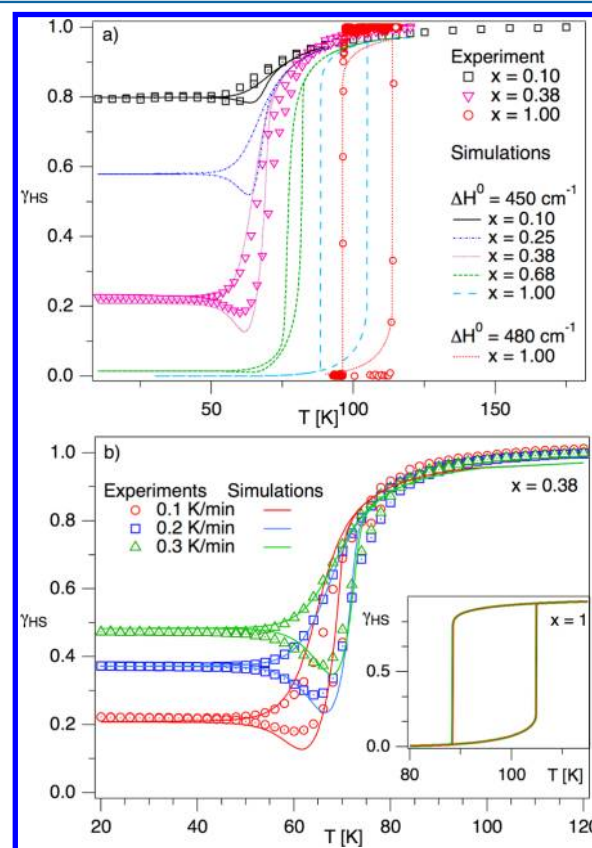 a)
1.0
0.8
0.6
0.4
0.2
0.0
γHS
50
100
150
T [K]
Experiment
x = 0.10
x = 0.38
x = 1.00
Simulations
ΔH⁰ = 450 cm⁻¹
x = 0.10
x = 0.25
x = 0.38
x = 0.68
x = 1.00
ΔH⁰ = 480 cm⁻¹
x = 1.00
b)
1.0
0.8
0.6
0.4
0.2
0.0
γHS
Experiments Simulations
0.1 K/min
0.2 K/min
0.3 K/min
x = 0.38
γHS
x = 1
0.5
0.0
80
100
T [K]
20
40
60
80
100
120
T [K]